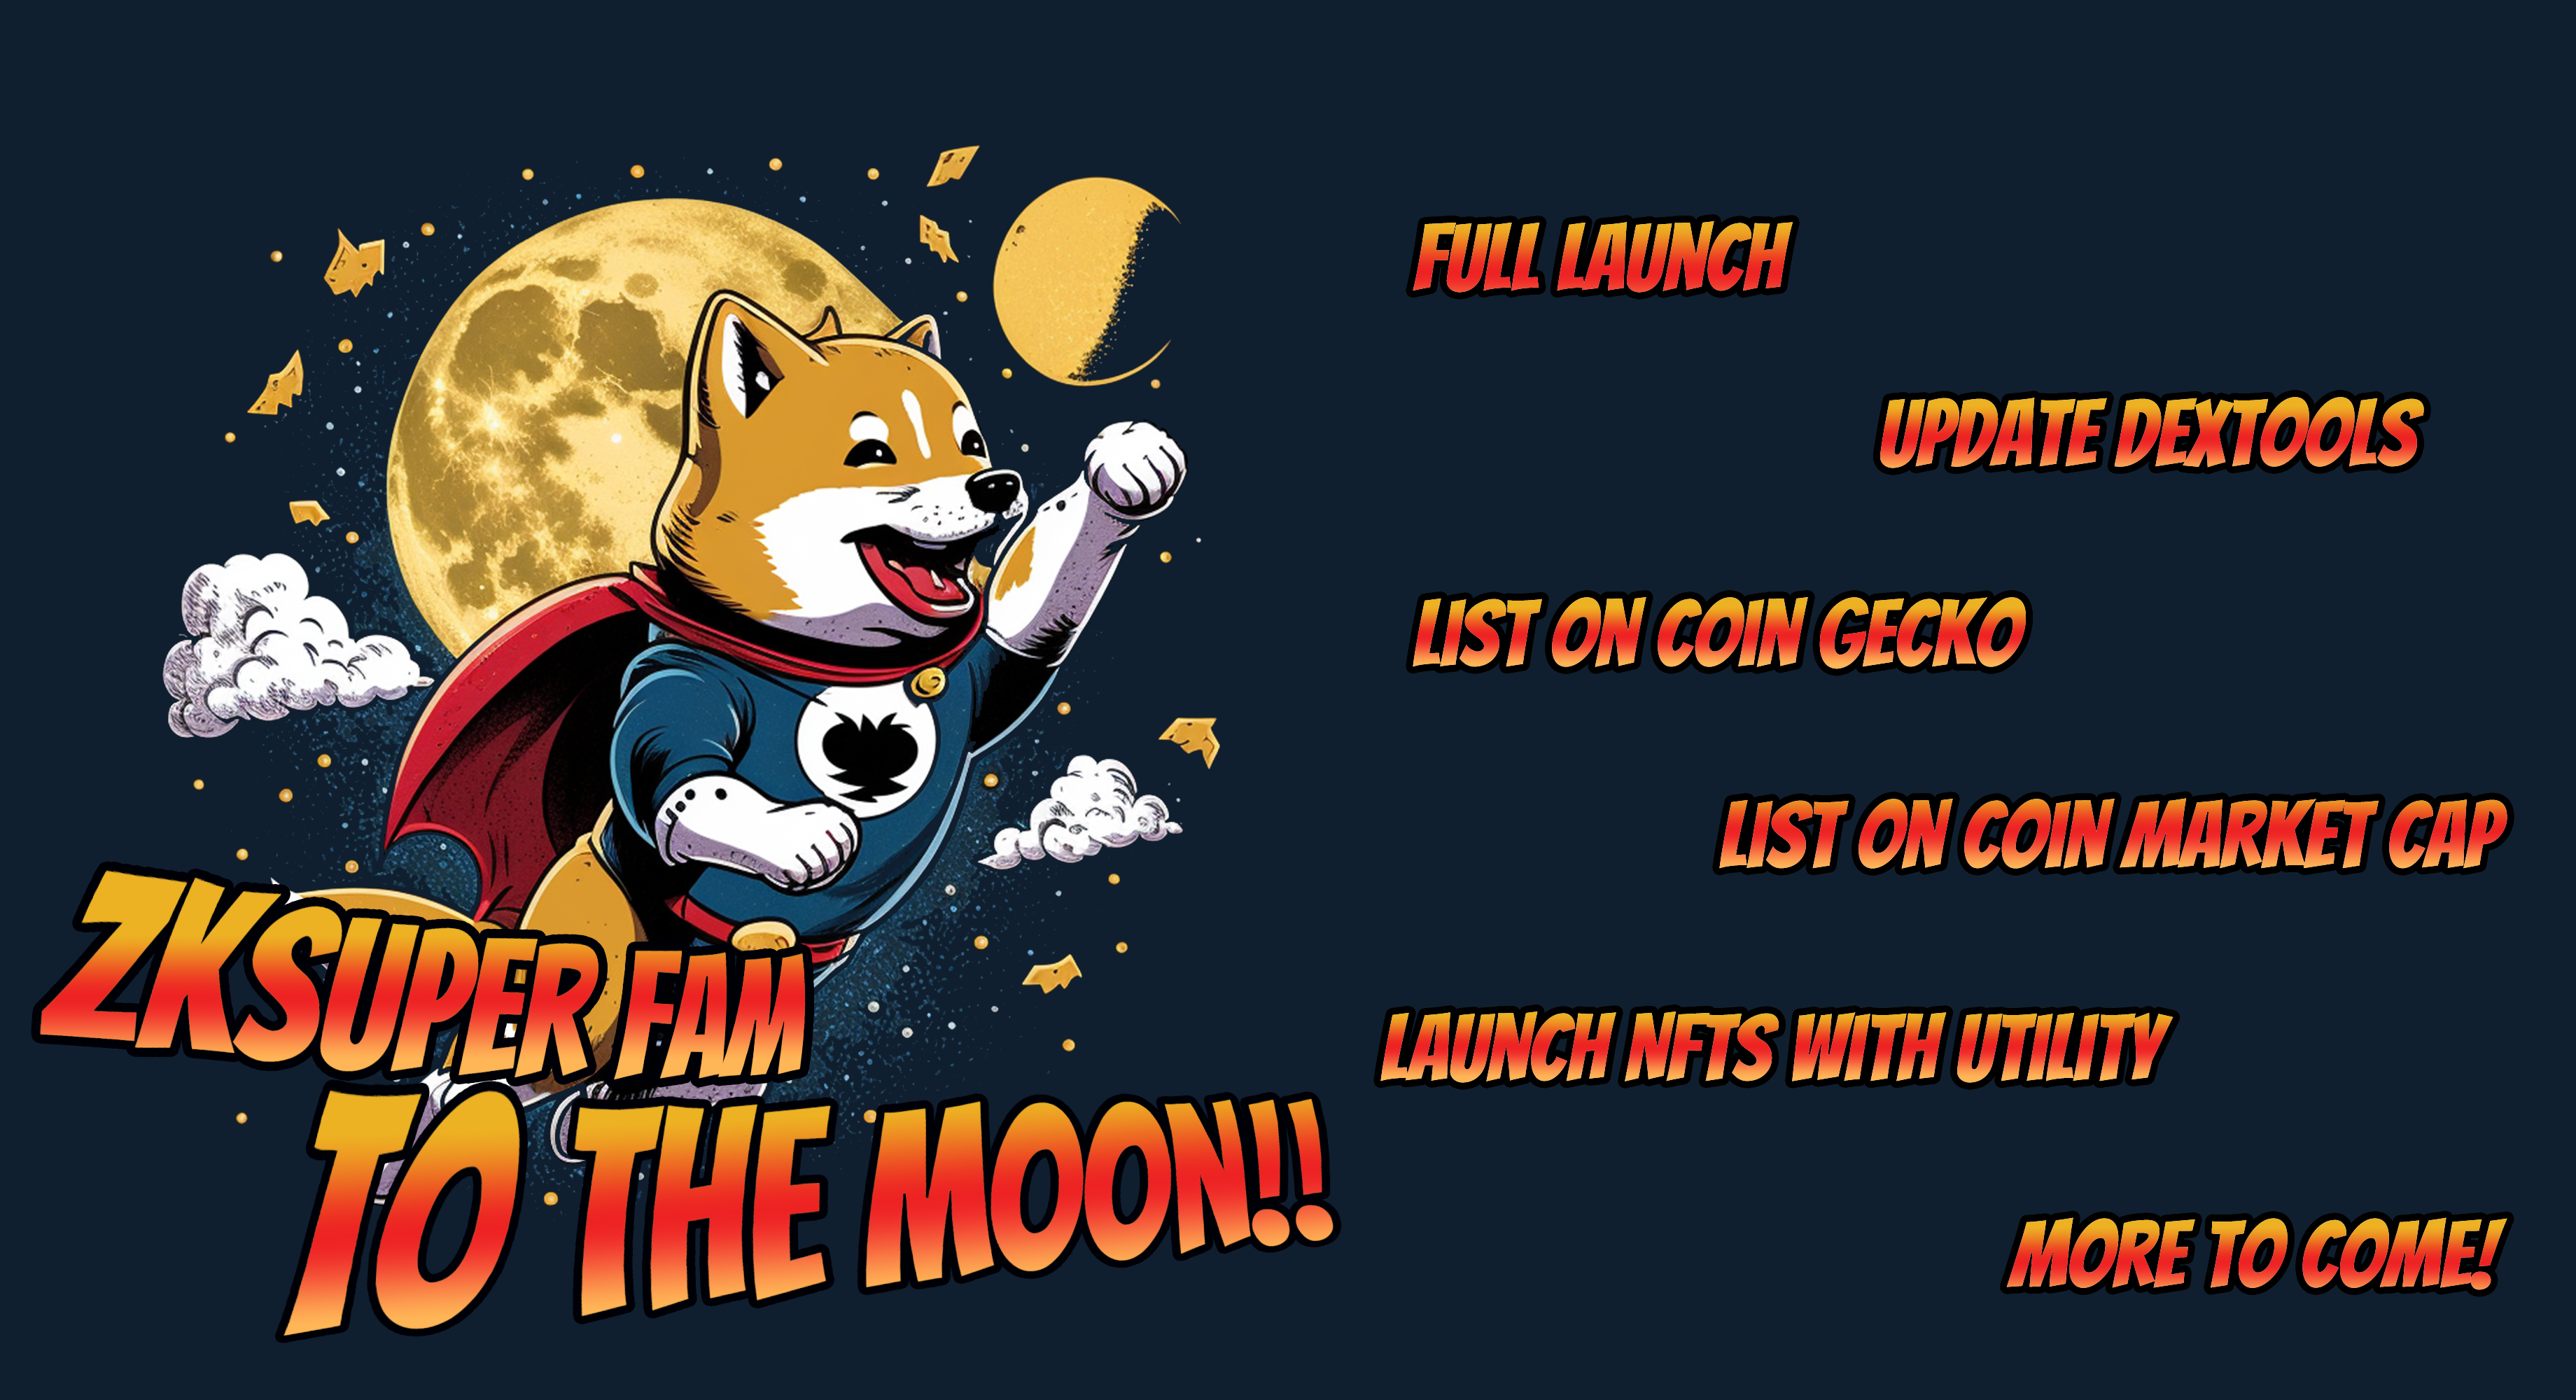 ZKSUPER FAM
TO THE MOON!!
FULL LAUNCH
UPDATE DEXTOOLS
LIST ON COIN GECKO
LIST ON COIN MARKET CAP
LAUNCH NFTS WITH UTILITY
MORE TO COME!